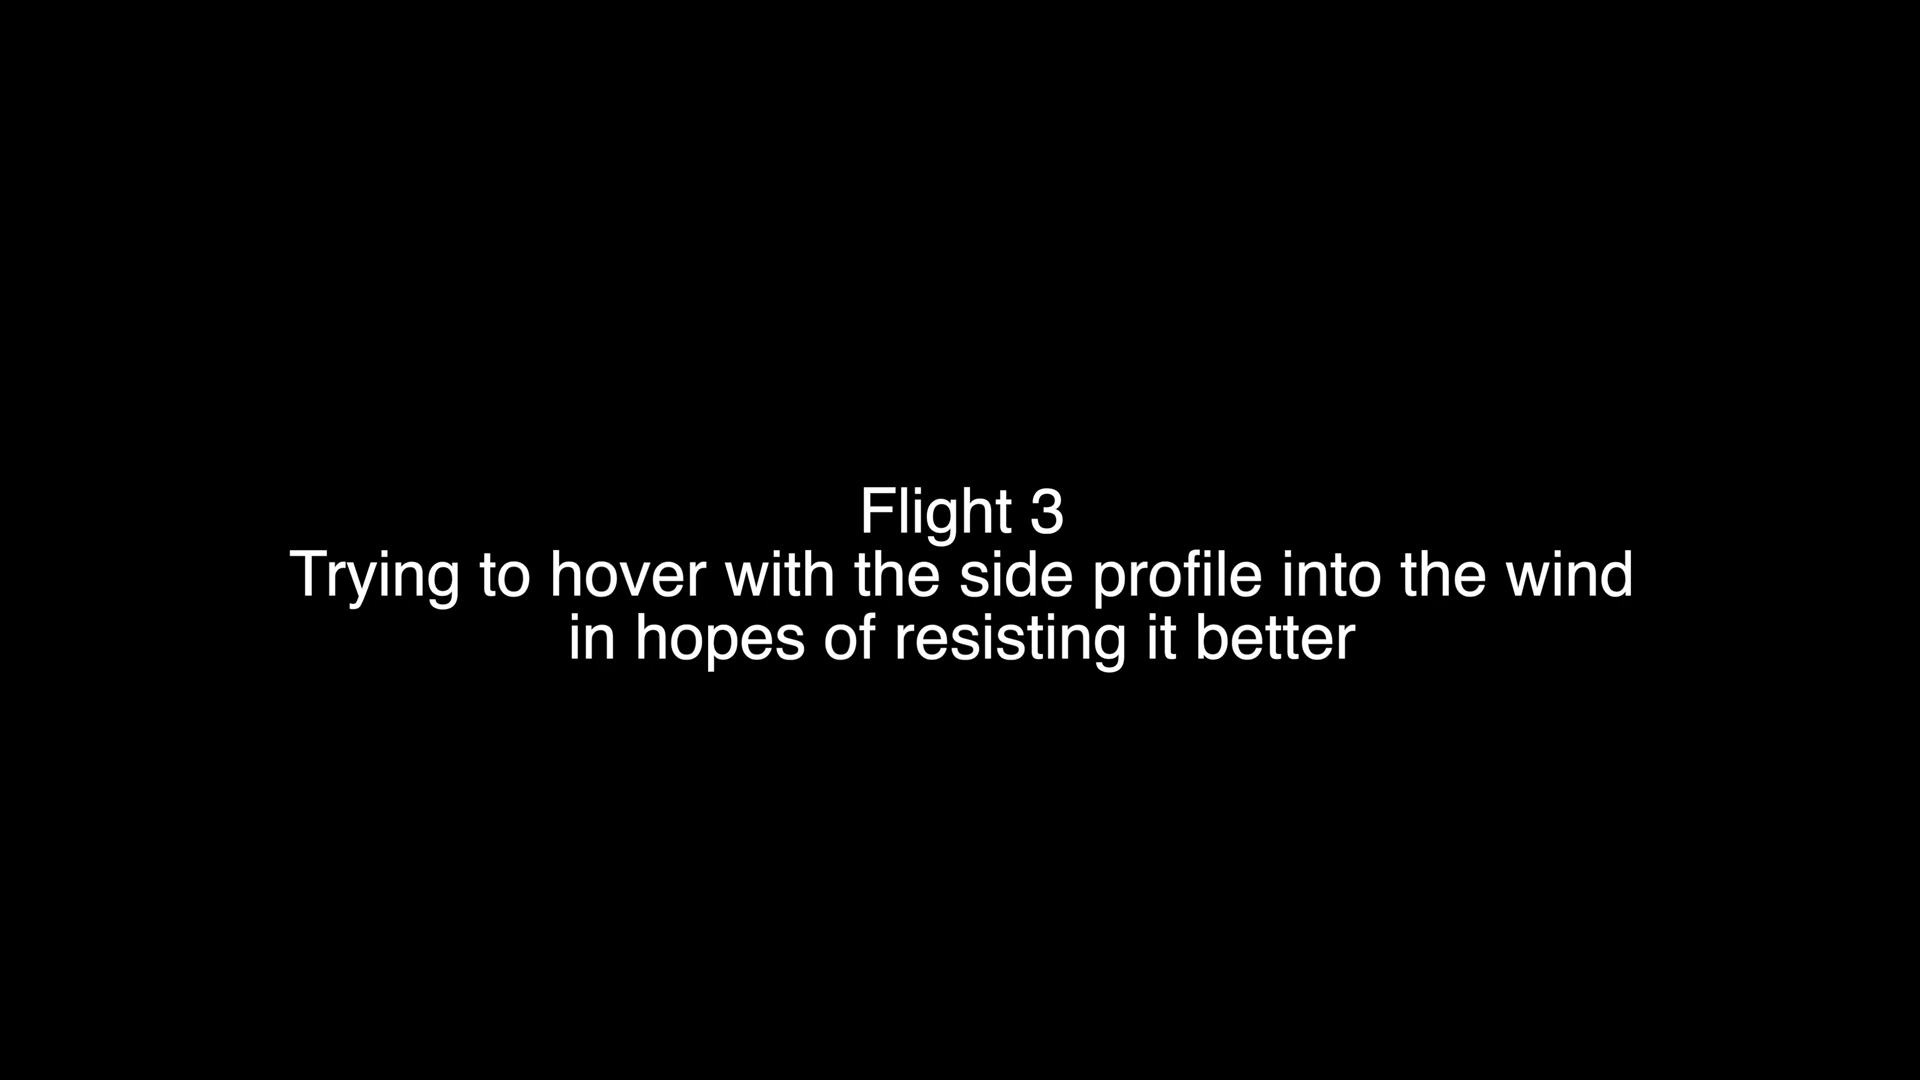 Flight 3
Trying to hover with the side profile into the wind
in hopes of resisting it better